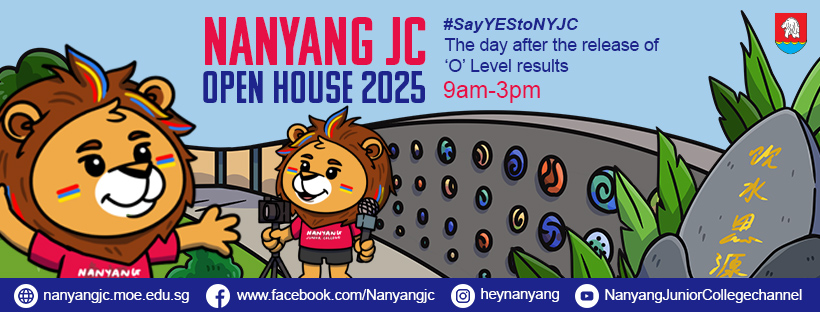 NANYANG JC
OPEN HOUSE 2025
#SayYEStoNYJC
The day after the release of
‘O’ Level results
9am-3pm
NANYANG
NANYANG
JUNIOR COLLEGE
饮水思源
nanyangjc.moe.edu.sg
www.facebook.com/Nanyangjc
heynanyang
NanyangJuniorCollegechannel